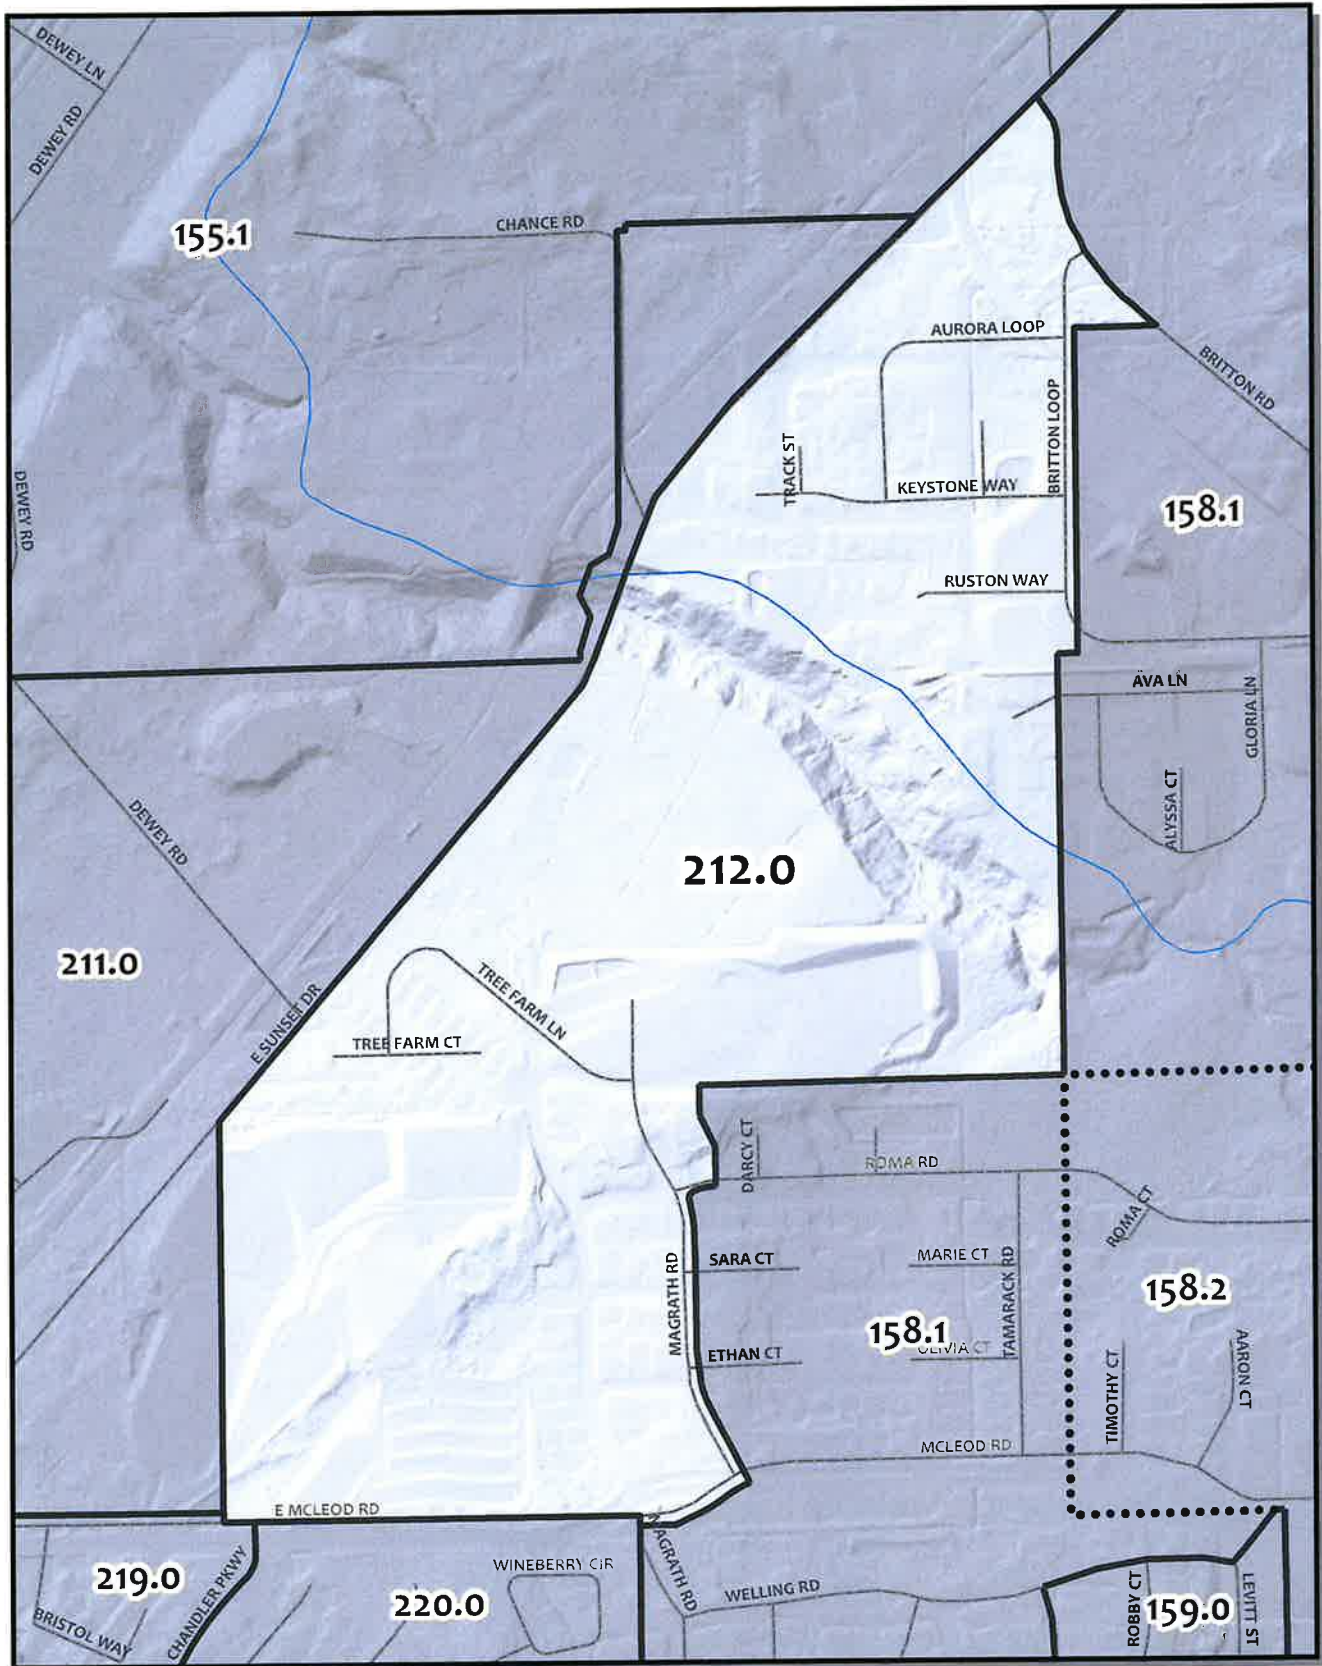 DEWEY LN
DEWEY RD
155.1
CHANCE RD
AURORA LOOP
BRITTON RD
BRITTON LOOP
TRACK ST
KEYSTONE WAY
DEWEY RD
158.1
RUSTON WAY
AVA LN
GLORIA LN
ALYSSA CT
DEWEY RD
212.0
211.0
E SUNSET DR
TREE FARM LN
TREE FARM CT
DARCY CT
ROMA RD
ROMA CT
SARA CT
MARIE CT
MAGRATH RD
TAMARACK RD
158.2
158.1
OLIVIA CT
ETHAN CT
AARON CT
TIMOTHY CT
MCLEOD RD
E MCLEOD RD
MAGRATH RD
WINEBERRY CIR
219.0
CHANDLER PKWY
220.0
WELLING RD
ROBBY CT
159.0
LEVITT ST
BRISTOL WAY